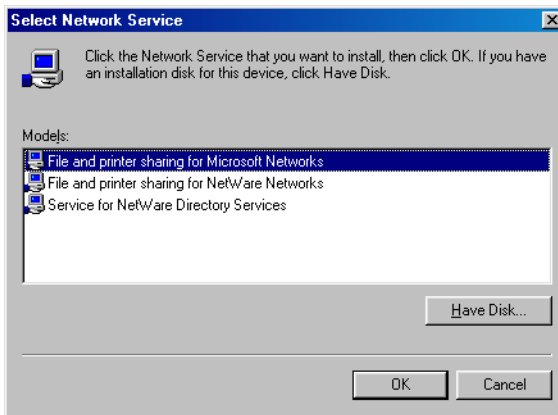 Select Network Service
Click the Network Service that you want to install, then click OK. If you have
an installation disk for this device, click Have Disk.
Models:
File and printer sharing for Microsoft Networks
File and printer sharing for NetWare Networks
Service for NetWare Directory Services
Have Disk...
OK
Cancel